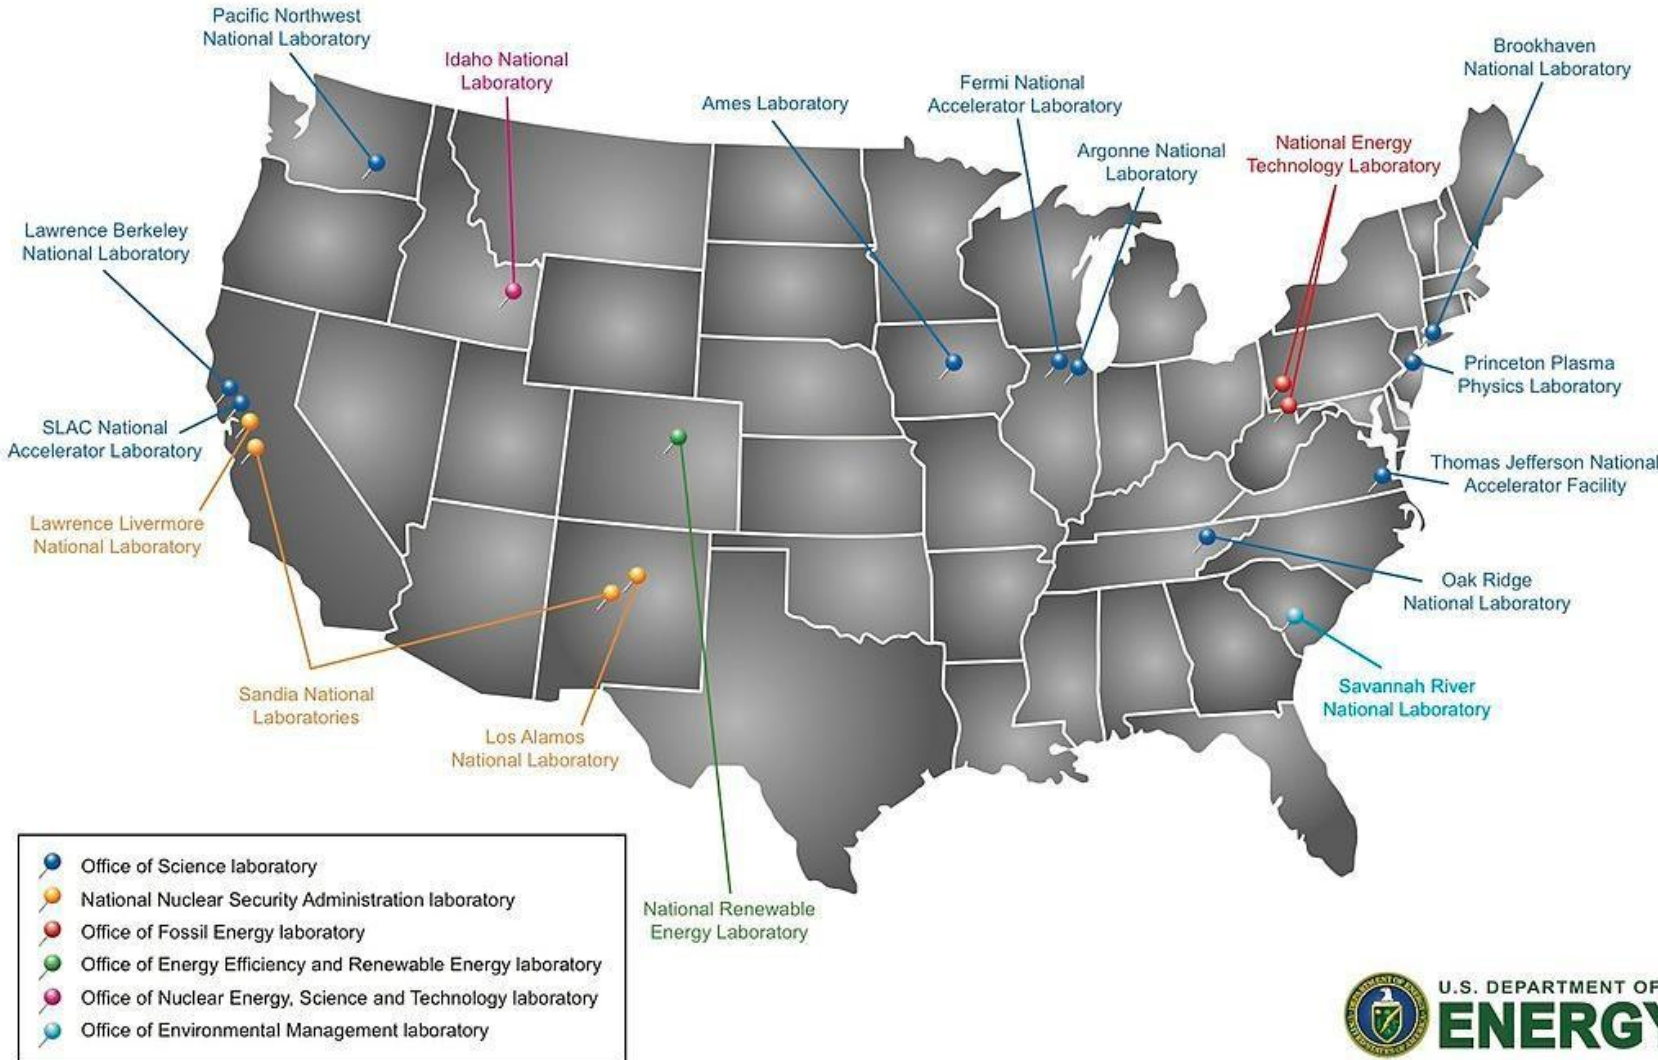 Pacific Northwest
National Laboratory
Idaho National
Laboratory
Ames Laboratory
Fermi National
Accelerator Laboratory
Argonne National
Laboratory
National Energy
Technology Laboratory
Brookhaven
National Laboratory
Lawrence Berkeley
National Laboratory
SLAC National
Accelerator Laboratory
Lawrence Livermore
National Laboratory
Sandia National
Laboratories
Los Alamos
National Laboratory
National Renewable
Energy Laboratory
Princeton Plasma
Physics Laboratory
Thomas Jefferson National
Accelerator Facility
Oak Ridge
National Laboratory
Savannah River
National Laboratory
Office of Science laboratory
National Nuclear Security Administration laboratory
Office of Fossil Energy laboratory
Office of Energy Efficiency and Renewable Energy laboratory
Office of Nuclear Energy, Science and Technology laboratory
Office of Environmental Management laboratory
U.S. DEPARTMENT OF
ENERGY